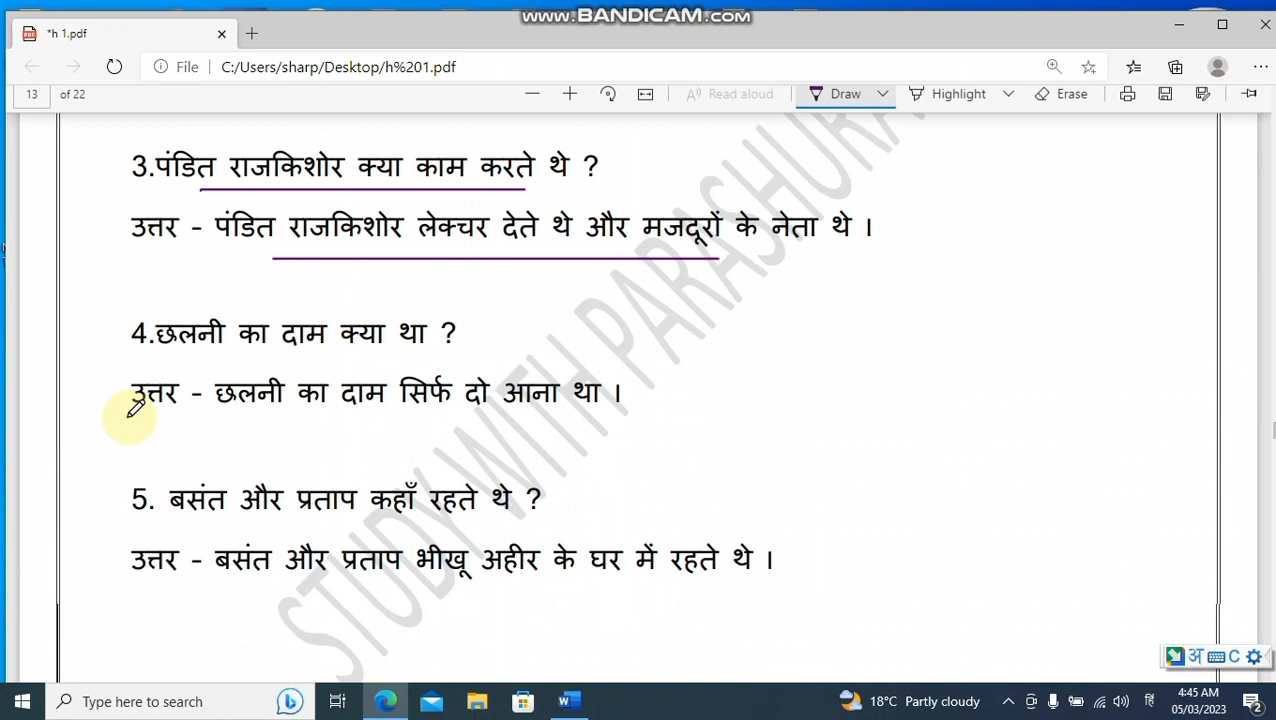 www.BANDICAM.com
*h 1.pdf
File
C:/Users/sharp/Desktop/h%201.pdf
13 of 22
Read aloud
Draw
Highlight
Erase
3.पंडित राजकिशोर क्या काम करते थे ?
उत्तर - पंडित राजकिशोर लेक्चर देते थे और मजदूरों के नेता थे ।
4.छलनी का दाम क्या था ?
उत्तर - छलनी का दाम सिर्फ दो आना था ।
5. बसंत और प्रताप कहाँ रहते थे ?
उत्तर - बसंत और प्रताप भीखू अहीर के घर में रहते थे ।
STUDY WITH PARASHURA
अ C
Type here to search
18°C Partly cloudy
हि
4:45 AM
05/03/2023
2